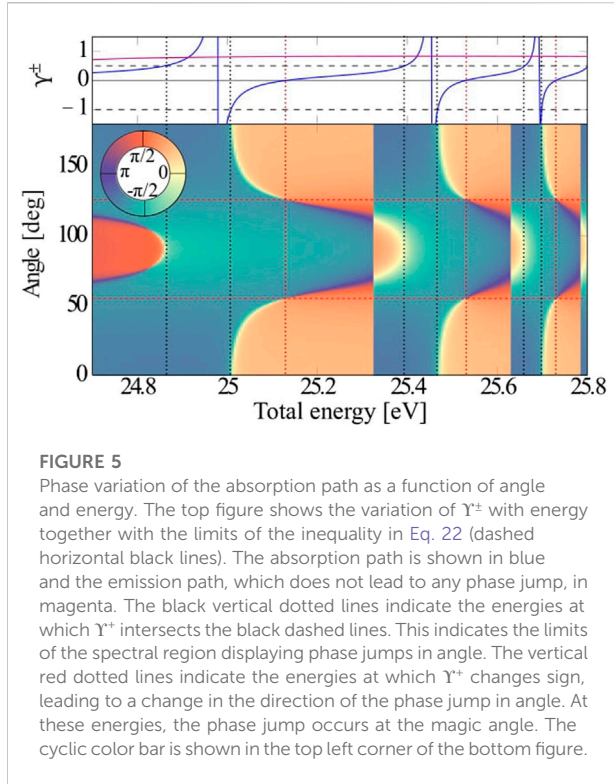 1
0
−1
ϒ±
150
100
50
0
Angle [deg]
π/2
π 0
-π/2
24.8 25 25.2 25.4 25.6 25.8
Total energy [eV]
FIGURE 5
Phase variation of the absorption path as a function of angle
and energy. The top figure shows the variation of ϒ± with energy
together with the limits of the inequality in Eq. 22 (dashed
horizontal black lines). The absorption path is shown in blue
and the emission path, which does not lead to any phase jump, in
magenta. The black vertical dotted lines indicate the energies at
which ϒ⁺ intersects the black dashed lines. This indicates the limits
of the spectral region displaying phase jumps in angle. The vertical
red dotted lines indicate the energies at which ϒ⁺ changes sign,
leading to a change in the direction of the phase jump in angle. At
these energies, the phase jump occurs at the magic angle. The
cyclic color bar is shown in the top left corner of the bottom figure.